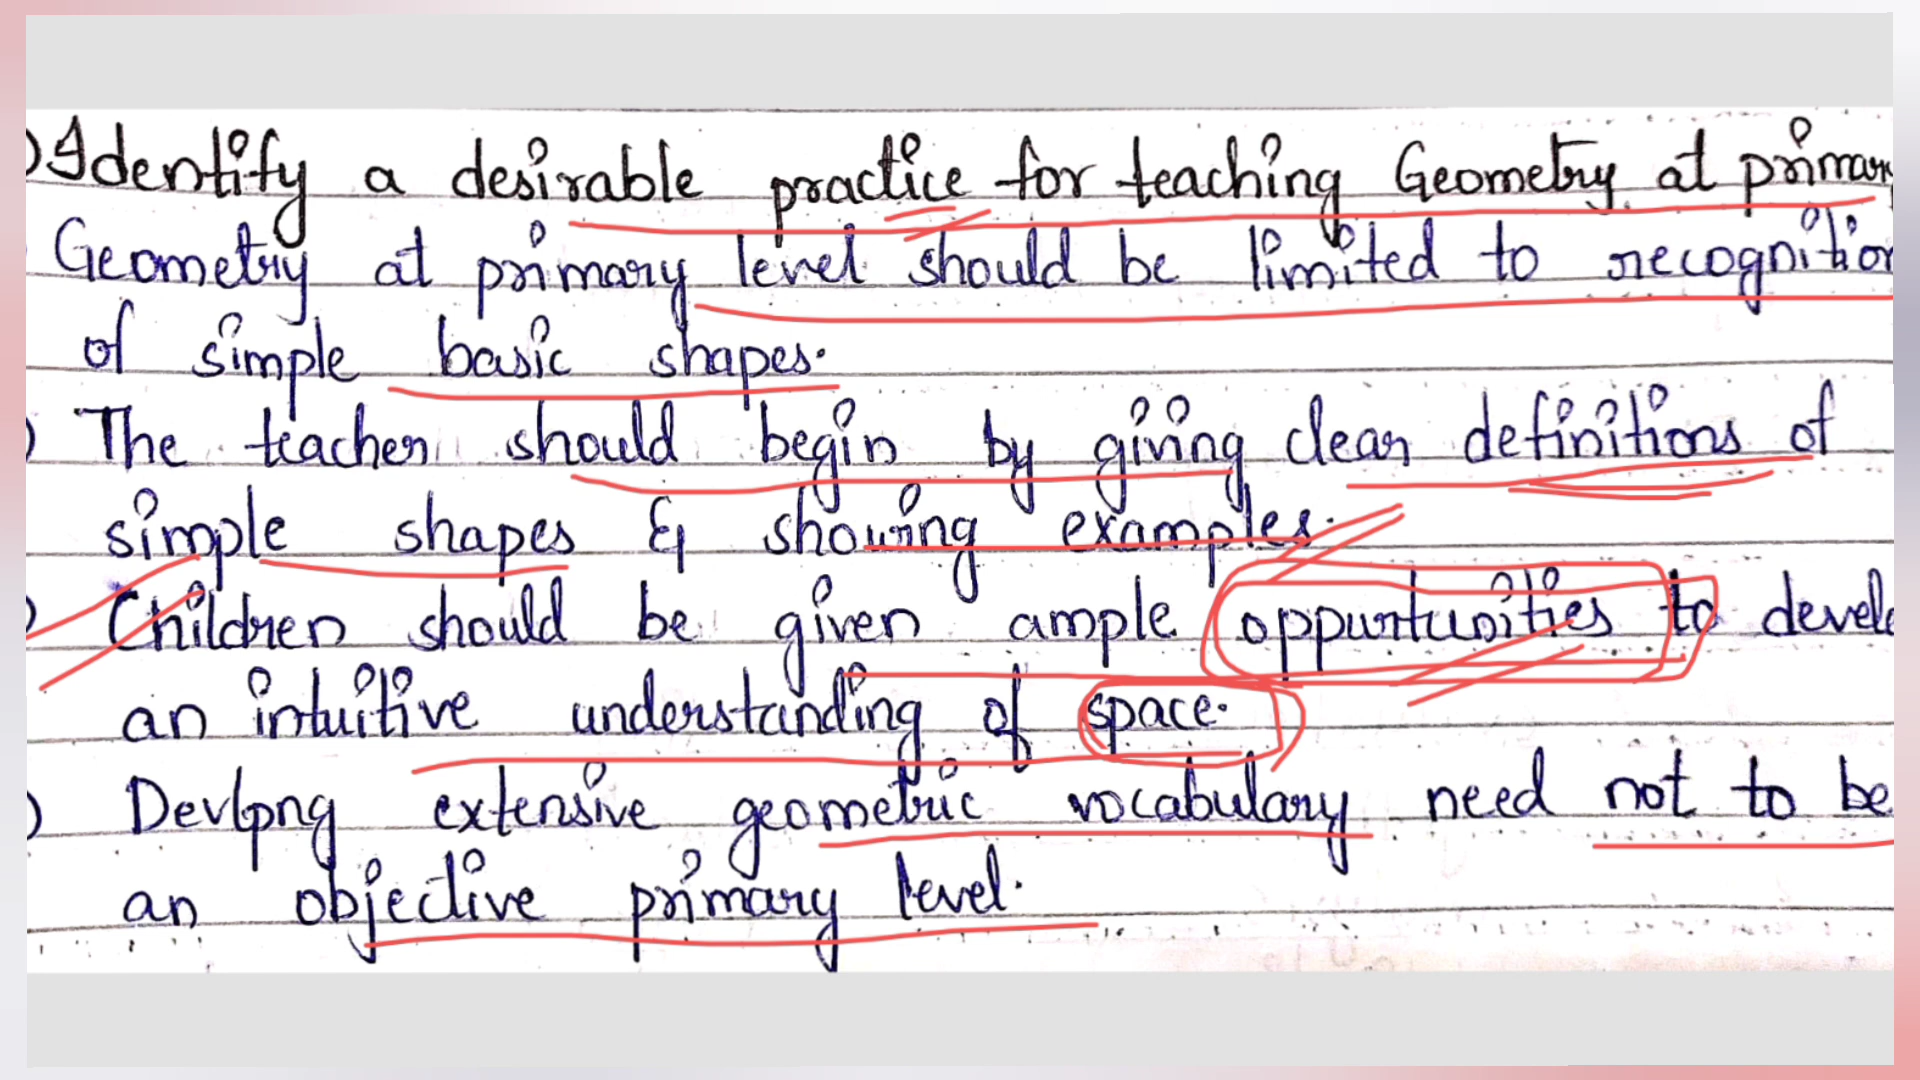 ) Identify a desirable practice for teaching Geometry at primary
Geometry at primary level should be limited to recognition
of simple basic shapes.
) The teacher should begin by giving clear definitions of
simple shapes & showing examples.
) Children should be given ample oppurtunities to develo
an intuitive understanding of space.
) Devlpng extensive geometric vocabulary need not to be
an objective primary level.